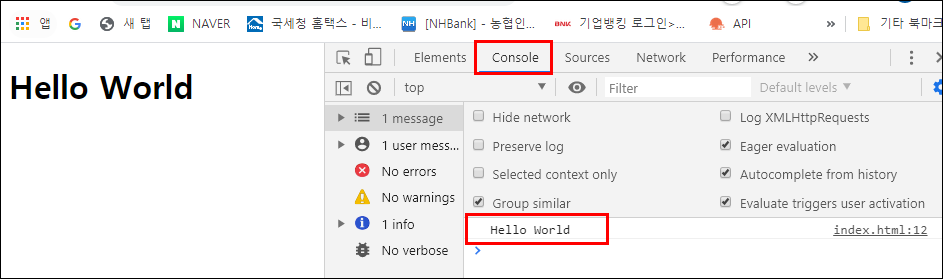 앱 G 새 탭 N NAVER Home 국세청 홈택스 - 비... NH [NHBank] - 농협인... BNK 기업뱅킹 로그인>... API » 기타 북마크
Hello World
Elements Console Sources Network Performance »
top Filter Default levels
1 message
1 user mess...
No errors
No warnings
1 info
No verbose
Hide network Log XMLHttpRequests
Preserve log Eager evaluation
Selected context only Autocomplete from history
Group similar Evaluate triggers user activation
Hello World index.html:12
>